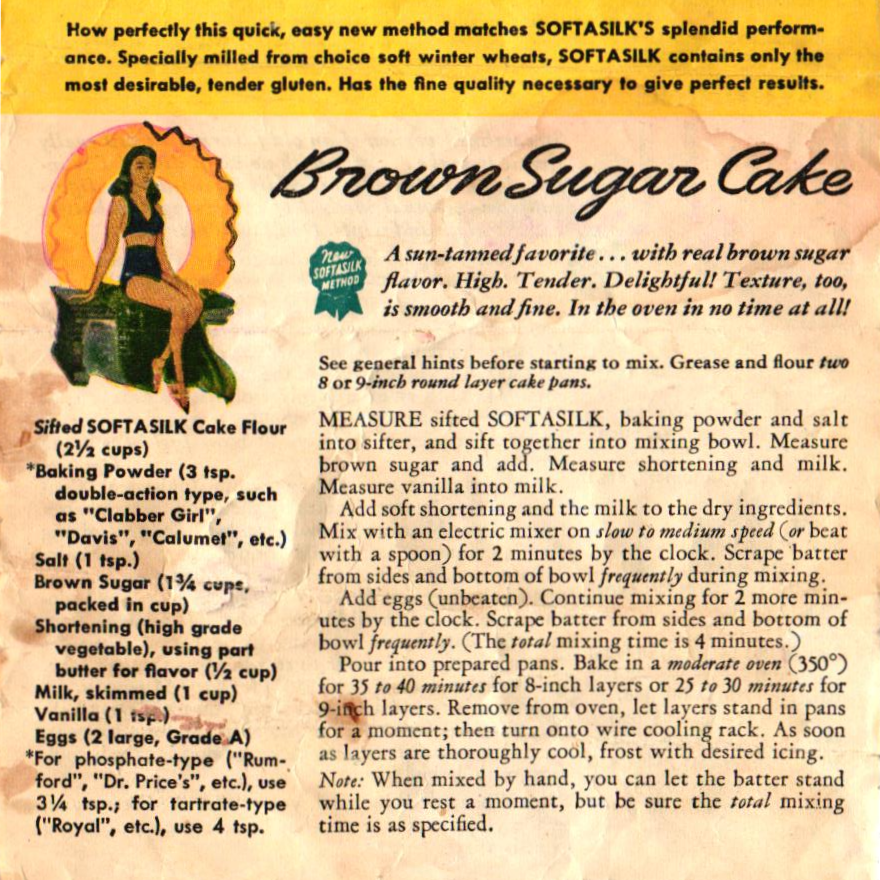 How perfectly this quick, easy new method matches SOFTASILK'S splendid perform-
ance. Specially milled from choice soft winter wheats, SOFTASILK contains only the
most desirable, tender gluten. Has the fine quality necessary to give perfect results.
Brown Sugar Cake
New
SOFTASILK
METHOD
A sun-tanned favorite . . . with real brown sugar
flavor. High. Tender. Delightful! Texture, too,
is smooth and fine. In the oven in no time at all!
See general hints before starting to mix. Grease and flour two
8 or 9-inch round layer cake pans.
Sifted SOFTASILK Cake Flour
(2½ cups)
*Baking Powder (3 tsp.
double-action type, such
as "Clabber Girl",
"Davis", "Calumet", etc.)
Salt (1 tsp.)
Brown Sugar (1¾ cups,
packed in cup)
Shortening (high grade
vegetable), using part
butter for flavor (½ cup)
Milk, skimmed (1 cup)
Vanilla (1 tsp.)
Eggs (2 large, Grade A)
*For phosphate-type ("Rum-
ford", "Dr. Price's", etc.), use
3¼ tsp.; for tartrate-type
("Royal", etc.), use 4 tsp.
MEASURE sifted SOFTASILK, baking powder and salt
into sifter, and sift together into mixing bowl. Measure
brown sugar and add. Measure shortening and milk.
Measure vanilla into milk.
Add soft shortening and the milk to the dry ingredients.
Mix with an electric mixer on slow to medium speed (or beat
with a spoon) for 2 minutes by the clock. Scrape batter
from sides and bottom of bowl frequently during mixing.
Add eggs (unbeaten). Continue mixing for 2 more min-
utes by the clock. Scrape batter from sides and bottom of
bowl frequently. (The total mixing time is 4 minutes.)
Pour into prepared pans. Bake in a moderate oven (350°)
for 35 to 40 minutes for 8-inch layers or 25 to 30 minutes for
9-inch layers. Remove from oven, let layers stand in pans
for a moment; then turn onto wire cooling rack. As soon
as layers are thoroughly cool, frost with desired icing.
Note: When mixed by hand, you can let the batter stand
while you rest a moment, but be sure the total mixing
time is as specified.